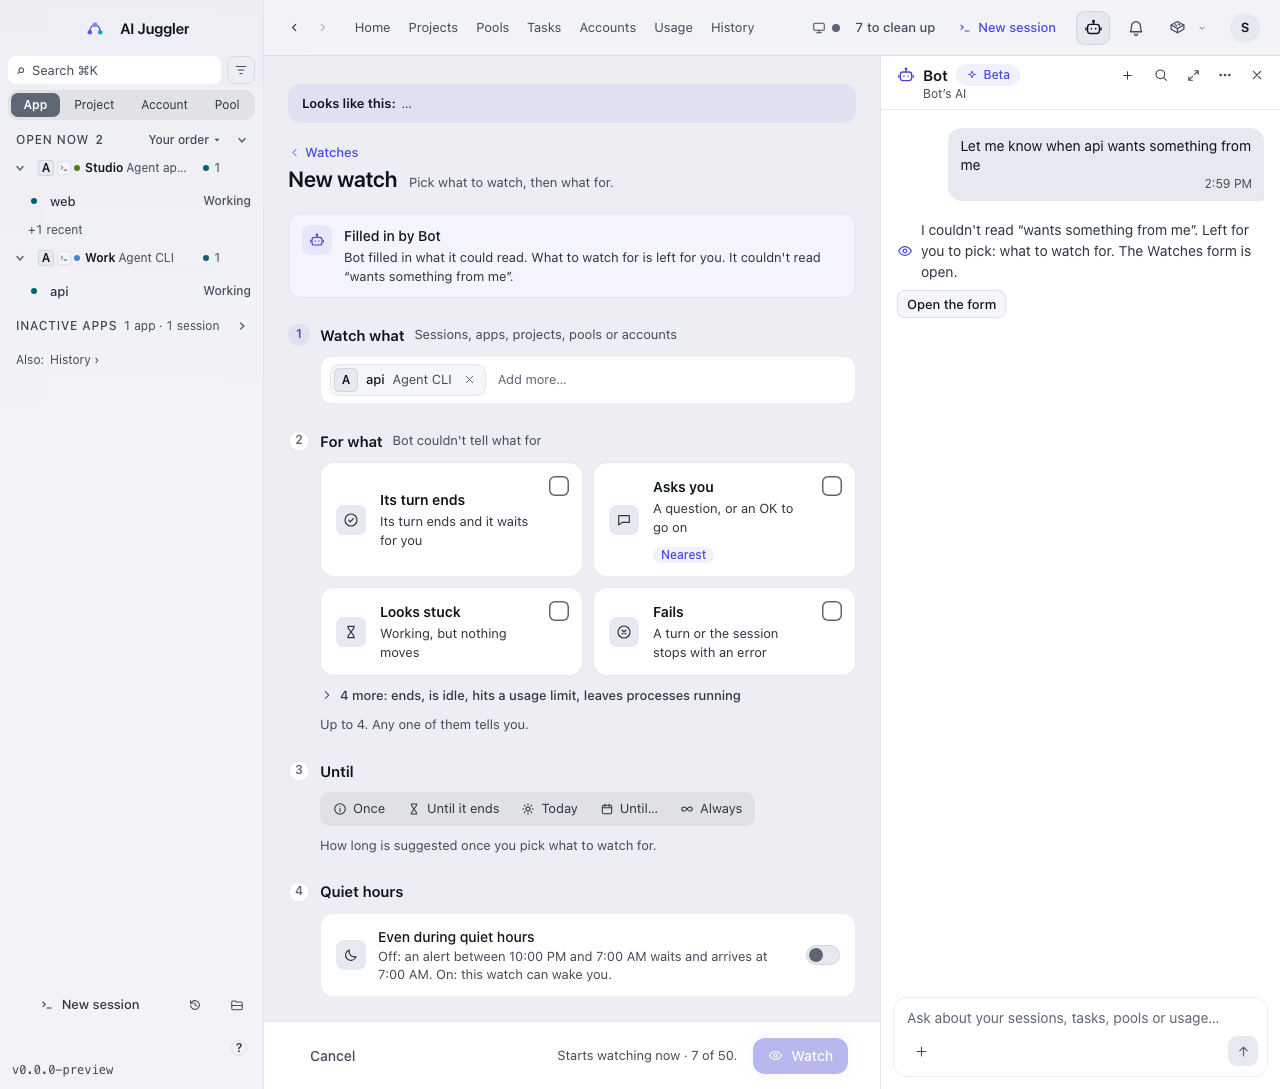 AI Juggler
Search ⌘K
App Project Account Pool
OPEN NOW 2 Your order
A Studio Agent ap... 1
web Working
+1 recent
A Work Agent CLI 1
api Working
INACTIVE APPS 1 app · 1 session
Also: History ›
New session
?
v0.0.0-preview
Home Projects Pools Tasks Accounts Usage History
7 to clean up New session S
Looks like this: ...
Watches
New watch Pick what to watch, then what for.
Filled in by Bot
Bot filled in what it could read. What to watch for is left for you. It couldn't read
“wants something from me”.
1 Watch what Sessions, apps, projects, pools or accounts
A api Agent CLI Add more...
2 For what Bot couldn't tell what for
Its turn ends
Its turn ends and it waits
for you
Asks you
A question, or an OK to
go on
Nearest
Looks stuck
Working, but nothing
moves
Fails
A turn or the session
stops with an error
4 more: ends, is idle, hits a usage limit, leaves processes running
Up to 4. Any one of them tells you.
3 Until
Once Until it ends Today Until... Always
How long is suggested once you pick what to watch for.
4 Quiet hours
Even during quiet hours
Off: an alert between 10:00 PM and 7:00 AM waits and arrives at
7:00 AM. On: this watch can wake you.
Cancel Starts watching now · 7 of 50. Watch
Bot Beta
Bot’s AI
Let me know when api wants something from
me
2:59 PM
I couldn't read “wants something from me”. Left for
you to pick: what to watch for. The Watches form is
open.
Open the form
Ask about your sessions, tasks, pools or usage...